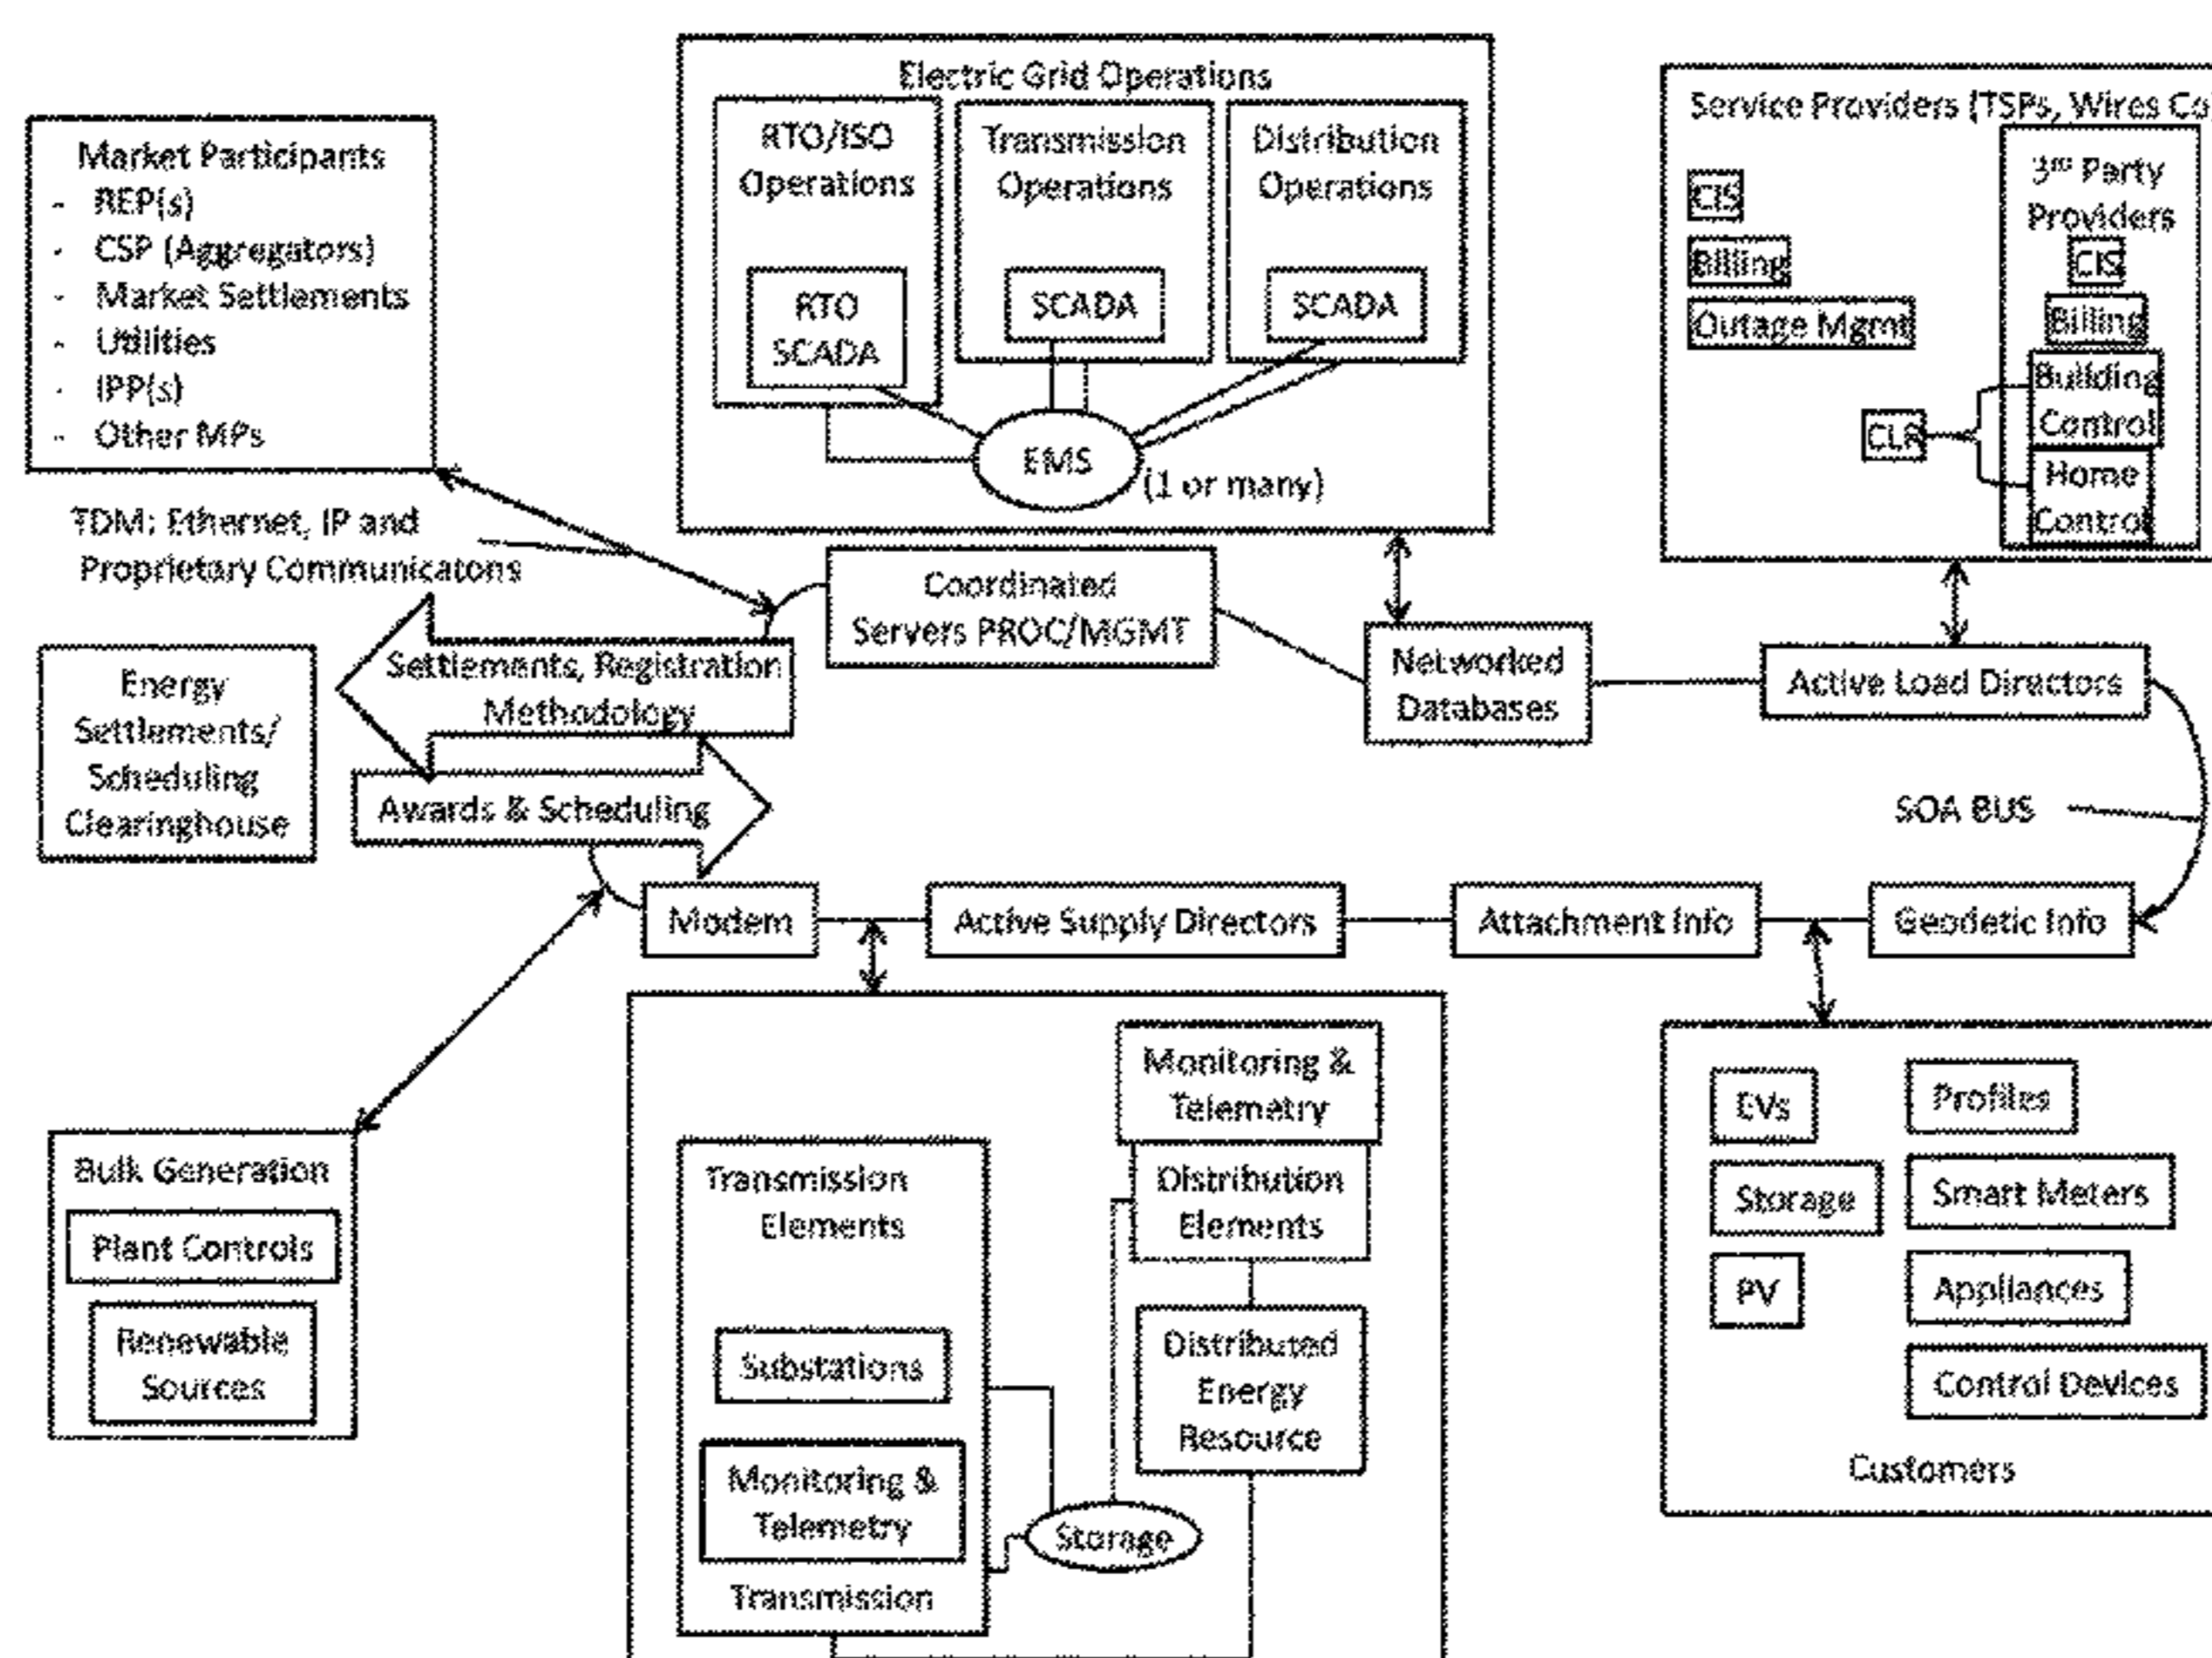 Electric Grid Operations
RTO/ISO
Operations
RTO
SCADA
Transmission
Operations
SCADA
Distribution
Operations
SCADA
EMS
(1 or many)
Market Participants
- REP(s)
- CSP (Aggregators)
- Market Settlements
- Utilities
- IPP(s)
- Other MPs
TDM: Ethernet, IP and
Proprietary Communicatons
Service Providers (TSPs, Wires Co
CIS
Billing
Outage Mgmt
CLR
3rd Party
Providers
CIS
Billing
Building
Control
Home
Control
Coordinated
Servers PROC/MGMT
Networked
Databases
Active Load Directors
SOA BUS
Energy
Settlements/
Scheduling
Clearinghouse
Settlements, Registration
Methodology
Awards & Scheduling
Modem
Active Supply Directors
Attachment Info
Geodetic Info
Bulk Generation
Plant Controls
Renewable
Sources
Transmission
Elements
Substations
Monitoring &
Telemetry
Transmission
Monitoring &
Telemetry
Distribution
Elements
Distributed
Energy
Resource
Storage
EVs
Storage
PV
Profiles
Smart Meters
Appliances
Control Devices
Customers